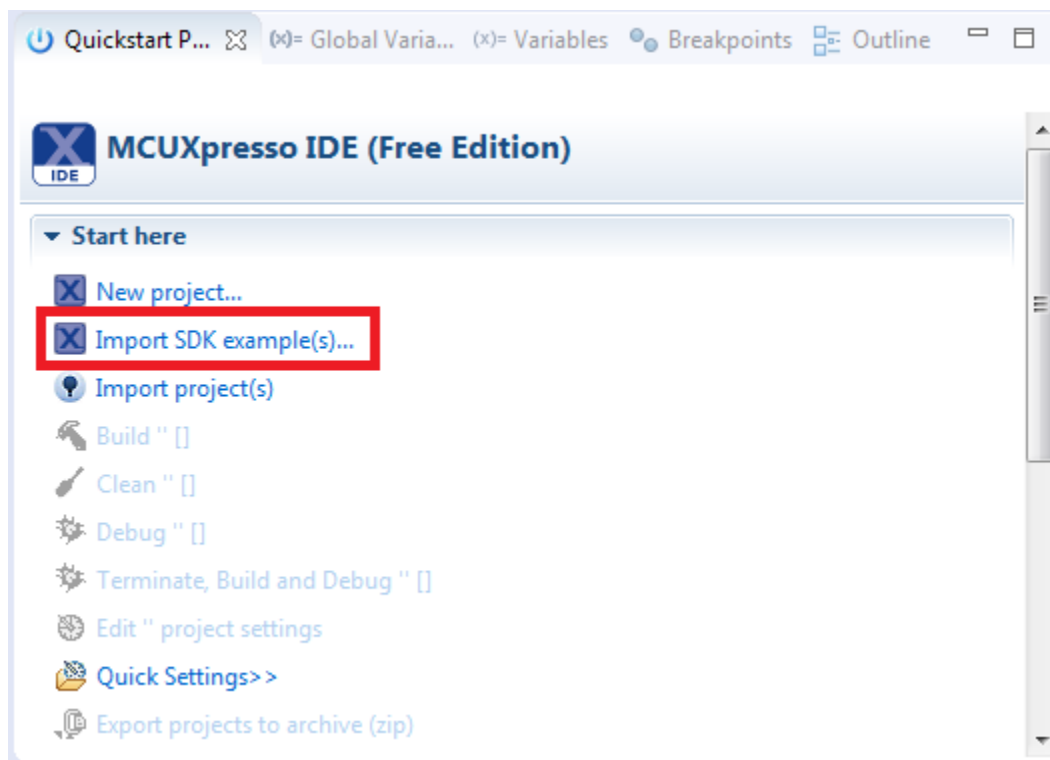 Quickstart P... (x)= Global Varia... (x)= Variables Breakpoints Outline
MCUXpresso IDE (Free Edition)
IDE
Start here
New project...
Import SDK example(s)...
Import project(s)
Build '' []
Clean '' []
Debug '' []
Terminate, Build and Debug '' []
Edit '' project settings
Quick Settings>>
Export projects to archive (zip)